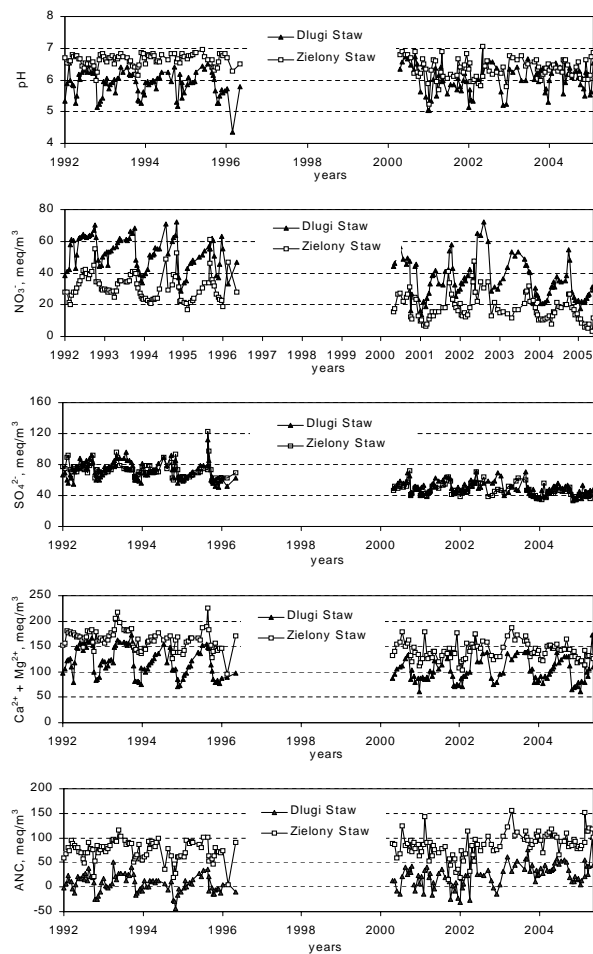 8
7
6
5
4
pH
Dlugi Staw
Zielony Staw
1992 1994 1996 1998 2000 2002 2004
years
80
60
40
20
0
NO₃⁻, meq/m³
Dlugi Staw
Zielony Staw
1992 1993 1994 1995 1996 1997 1998 1999 2000 2001 2002 2003 2004 2005
years
160
120
80
40
0
SO₄²⁻, meq/m³
Dlugi Staw
Zielony Staw
1992 1994 1996 1998 2000 2002 2004
years
250
200
150
100
50
0
Ca²⁺ + Mg²⁺, meq/m³
Dlugi Staw
Zielony Staw
1992 1994 1996 1998 2000 2002 2004
years
200
150
100
50
0
-50
ANC, meq/m³
Dlugi Staw
Zielony Staw
1992 1994 1996 1998 2000 2002 2004
years